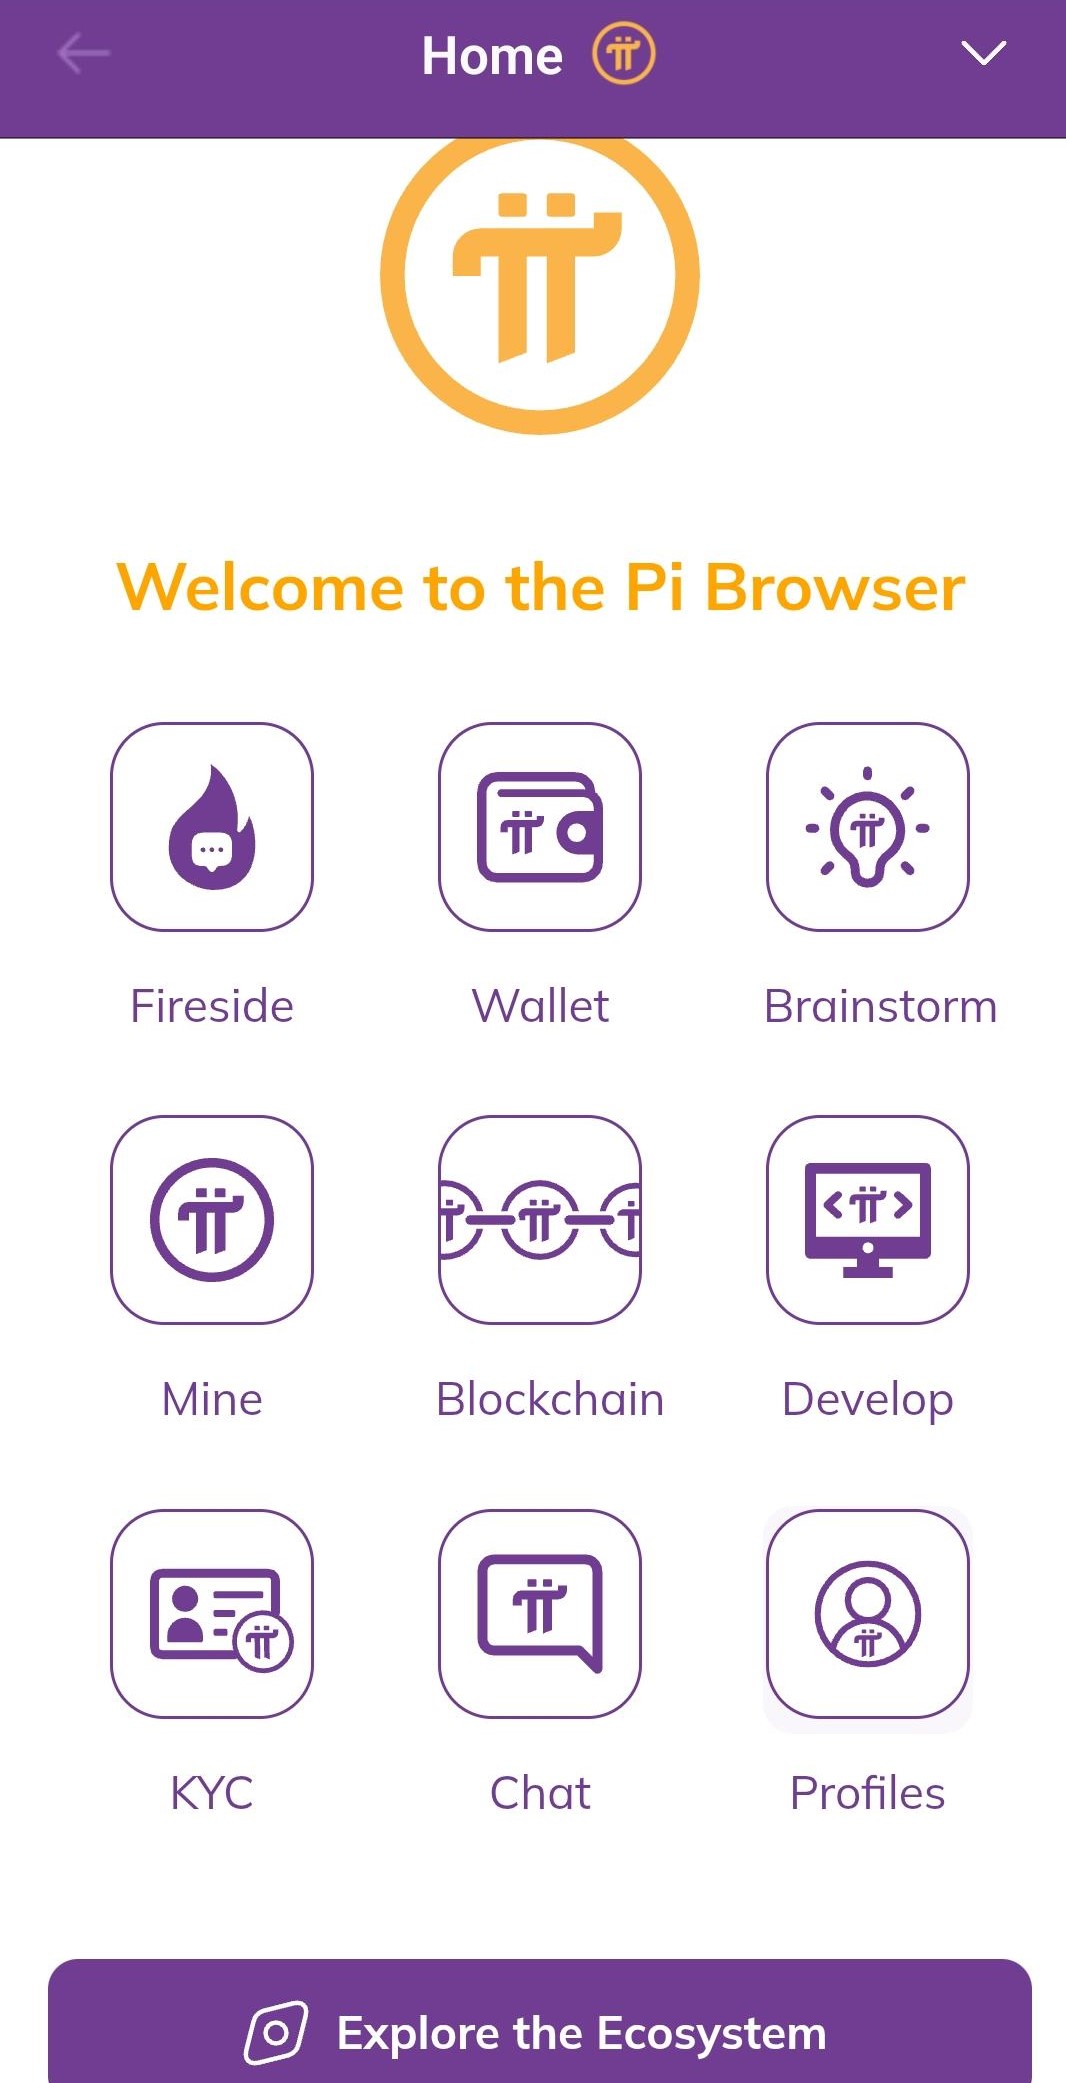 Home
Welcome to the Pi Browser
Fireside
Wallet
Brainstorm
Mine
Blockchain
Develop
KYC
Chat
Profiles
Explore the Ecosystem